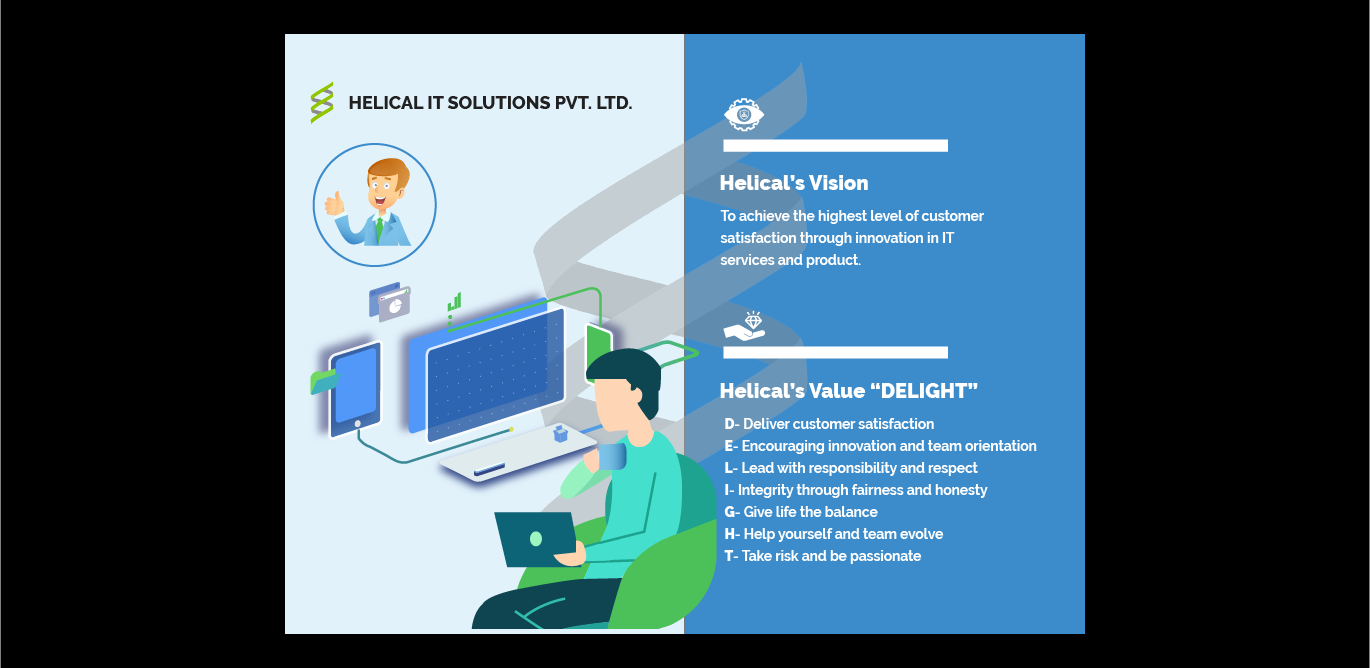 HELICAL IT SOLUTIONS PVT. LTD.
Helical's Vision
To achieve the highest level of customer
satisfaction through innovation in IT
services and product.
Helical's Value “DELIGHT”
D- Deliver customer satisfaction
E- Encouraging innovation and team orientation
L- Lead with responsibility and respect
I- Integrity through fairness and honesty
G- Give life the balance
H- Help yourself and team evolve
T- Take risk and be passionate